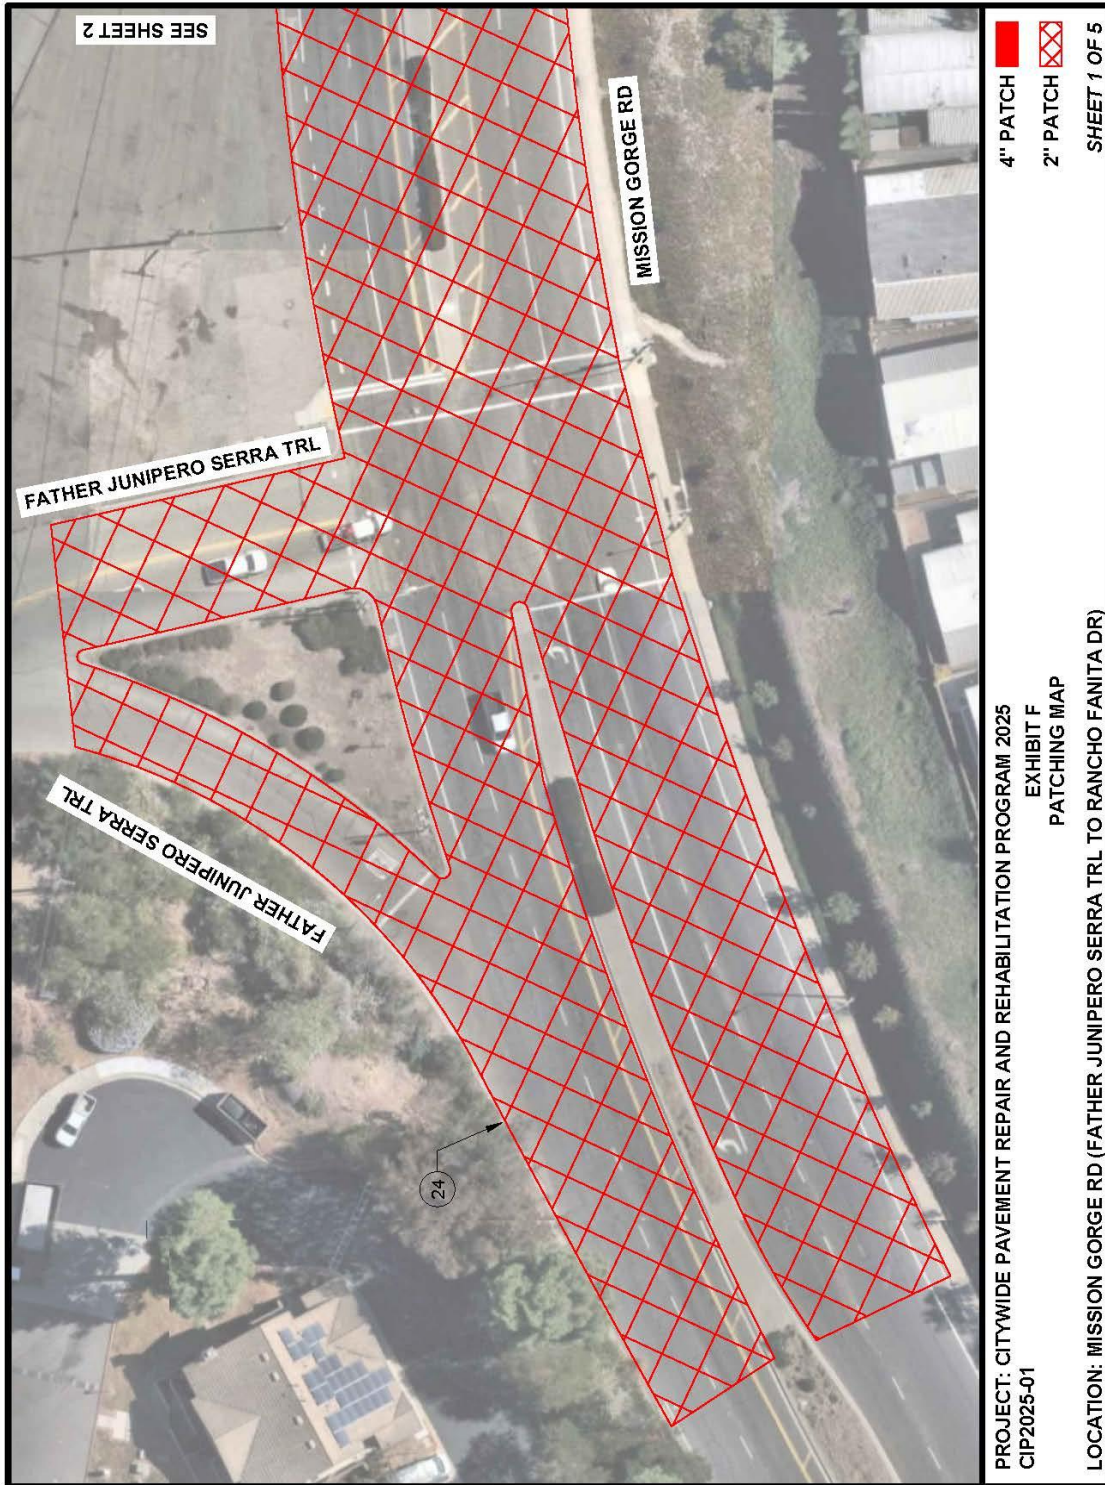 SEE SHEET 2
MISSION GORGE RD
FATHER JUNIPERO SERRA TRL
FATHER JUNIPERO SERRA TRL
24
PROJECT: CITYWIDE PAVEMENT REPAIR AND REHABILITATION PROGRAM 2025
CIP2025-01
EXHIBIT F
PATCHING MAP
LOCATION: MISSION GORGE RD (FATHER JUNIPERO SERRA TRL TO RANCHO FANITA DR)
4" PATCH
2" PATCH
SHEET 1 OF 5